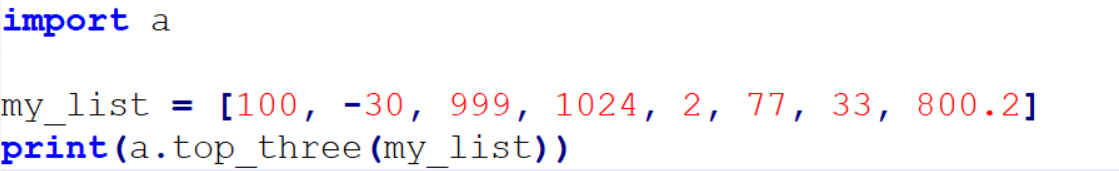 import a
my_list = [100, -30, 999, 1024, 2, 77, 33, 800.2]
print(a.top_three(my_list))